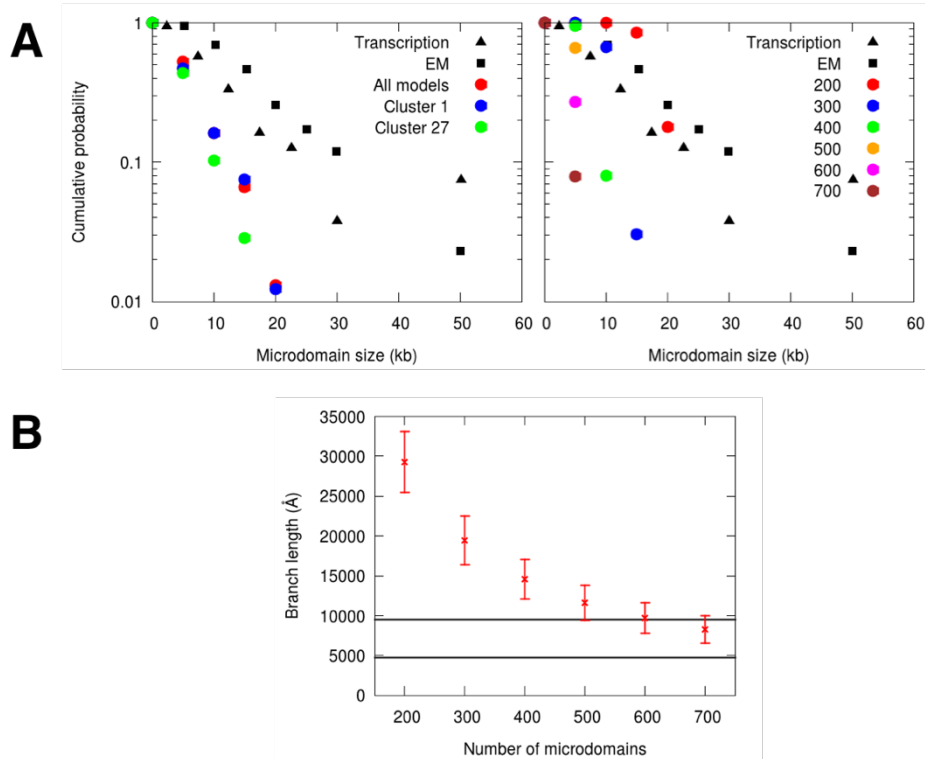 A
Cumulative probability
1
0.1
0.01
0 10 20 30 40 50 60
Microdomain size (kb)
Transcription
EM
All models
Cluster 1
Cluster 27
0 10 20 30 40 50 60
Microdomain size (kb)
Transcription
EM
200
300
400
500
600
700
B
Branch length (Å)
35000
30000
25000
20000
15000
10000
5000
0
200 300 400 500 600 700
Number of microdomains